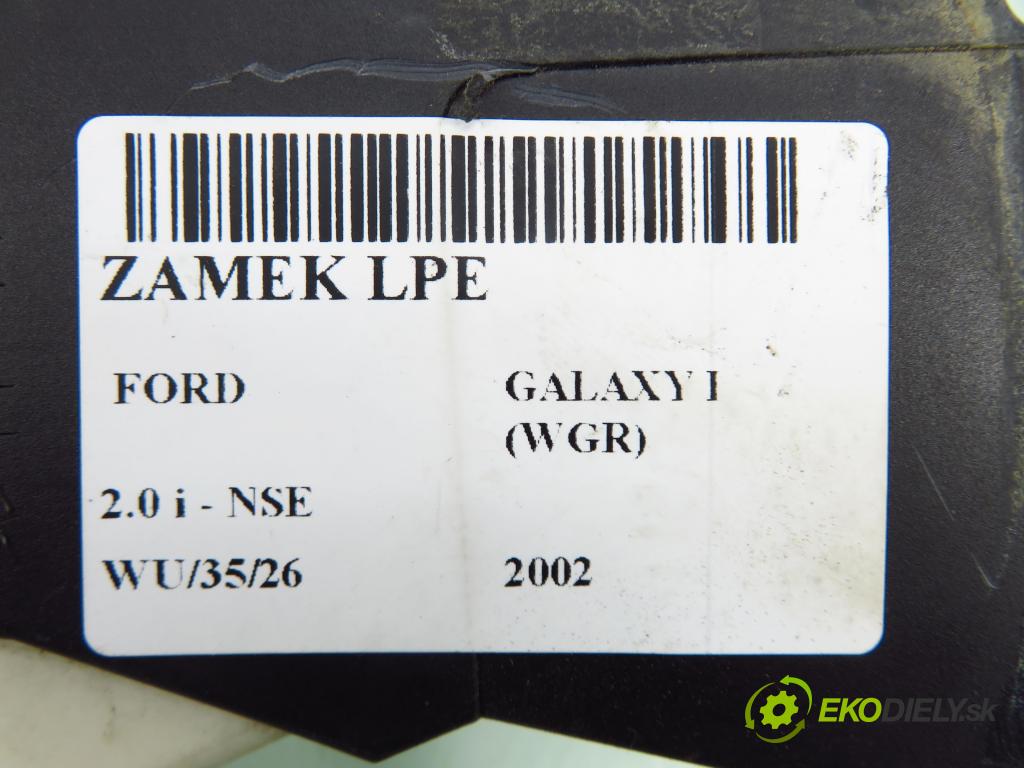 ZAMEK LPE
FORD
GALAXY I
(WGR)
2.0 i - NSE
WU/35/26
2002
EKODIELY.sk